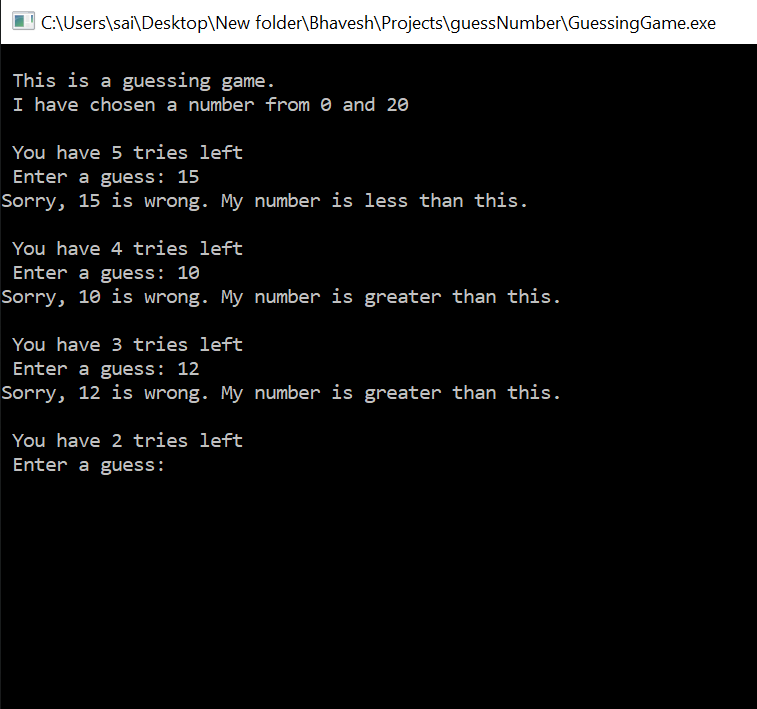 C:\Users\sai\Desktop\New folder\Bhavesh\Projects\guessNumber\GuessingGame.exe
This is a guessing game.
I have chosen a number from 0 and 20
You have 5 tries left
Enter a guess: 15
Sorry, 15 is wrong. My number is less than this.
You have 4 tries left
Enter a guess: 10
Sorry, 10 is wrong. My number is greater than this.
You have 3 tries left
Enter a guess: 12
Sorry, 12 is wrong. My number is greater than this.
You have 2 tries left
Enter a guess: